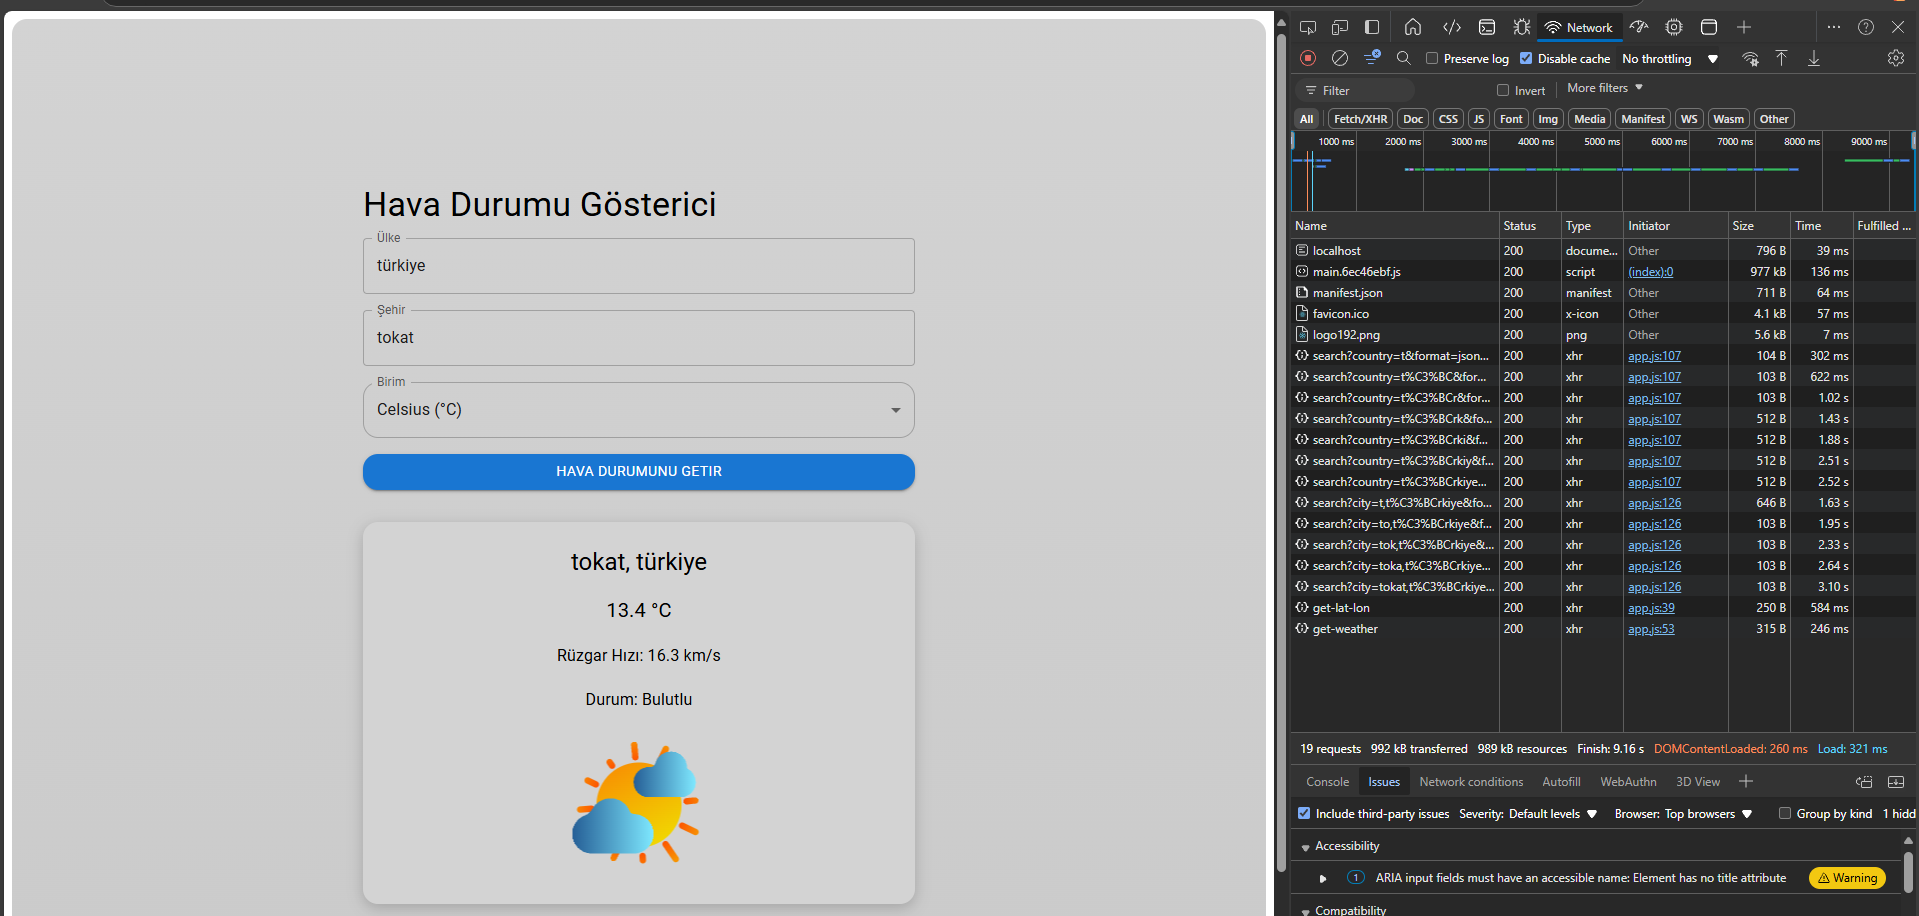 Hava Durumu Gösterici
Ülke
türkiye
Şehir
tokat
Birim
Celsius (°C)
HAVA DURUMUNU GETIR
tokat, türkiye
13.4 °C
Rüzgar Hızı: 16.3 km/s
Durum: Bulutlu
Network
Preserve log Disable cache No throttling
Filter Invert More filters
All Fetch/XHR Doc CSS JS Font Img Media Manifest WS Wasm Other
1000 ms 2000 ms 3000 ms 4000 ms 5000 ms 6000 ms 7000 ms 8000 ms 9000 ms
Name Status Type Initiator Size Time Fulfilled ...
localhost 200 docume... Other 796 B 39 ms
main.6ec46ebf.js 200 script (index):0 977 kB 136 ms
manifest.json 200 manifest Other 711 B 64 ms
favicon.ico 200 x-icon Other 4.1 kB 57 ms
logo192.png 200 png Other 5.6 kB 7 ms
search?country=t&format=json... 200 xhr app.js:107 104 B 302 ms
search?country=t%C3%BC&for... 200 xhr app.js:107 103 B 622 ms
search?country=t%C3%BCr&for... 200 xhr app.js:107 103 B 1.02 s
search?country=t%C3%BCrk&fo... 200 xhr app.js:107 512 B 1.43 s
search?country=t%C3%BCrki&f... 200 xhr app.js:107 512 B 1.88 s
search?country=t%C3%BCrkiy&f... 200 xhr app.js:107 512 B 2.51 s
search?country=t%C3%BCrkiye... 200 xhr app.js:107 512 B 2.52 s
search?city=t,t%C3%BCrkiye&fo... 200 xhr app.js:126 646 B 1.63 s
search?city=to,t%C3%BCrkiye&f... 200 xhr app.js:126 103 B 1.95 s
search?city=tok,t%C3%BCrkiye&... 200 xhr app.js:126 103 B 2.33 s
search?city=toka,t%C3%BCrkiye... 200 xhr app.js:126 103 B 2.64 s
search?city=tokat,t%C3%BCrkiye... 200 xhr app.js:126 103 B 3.10 s
get-lat-lon 200 xhr app.js:39 250 B 584 ms
get-weather 200 xhr app.js:53 315 B 246 ms
19 requests 992 kB transferred 989 kB resources Finish: 9.16 s DOMContentLoaded: 260 ms Load: 321 ms
Console Issues Network conditions Autofill WebAuthn 3D View
Include third-party issues Severity: Default levels Browser: Top browsers Group by kind 1 hidd
Accessibility
1 ARIA input fields must have an accessible name: Element has no title attribute Warning
Compatibility